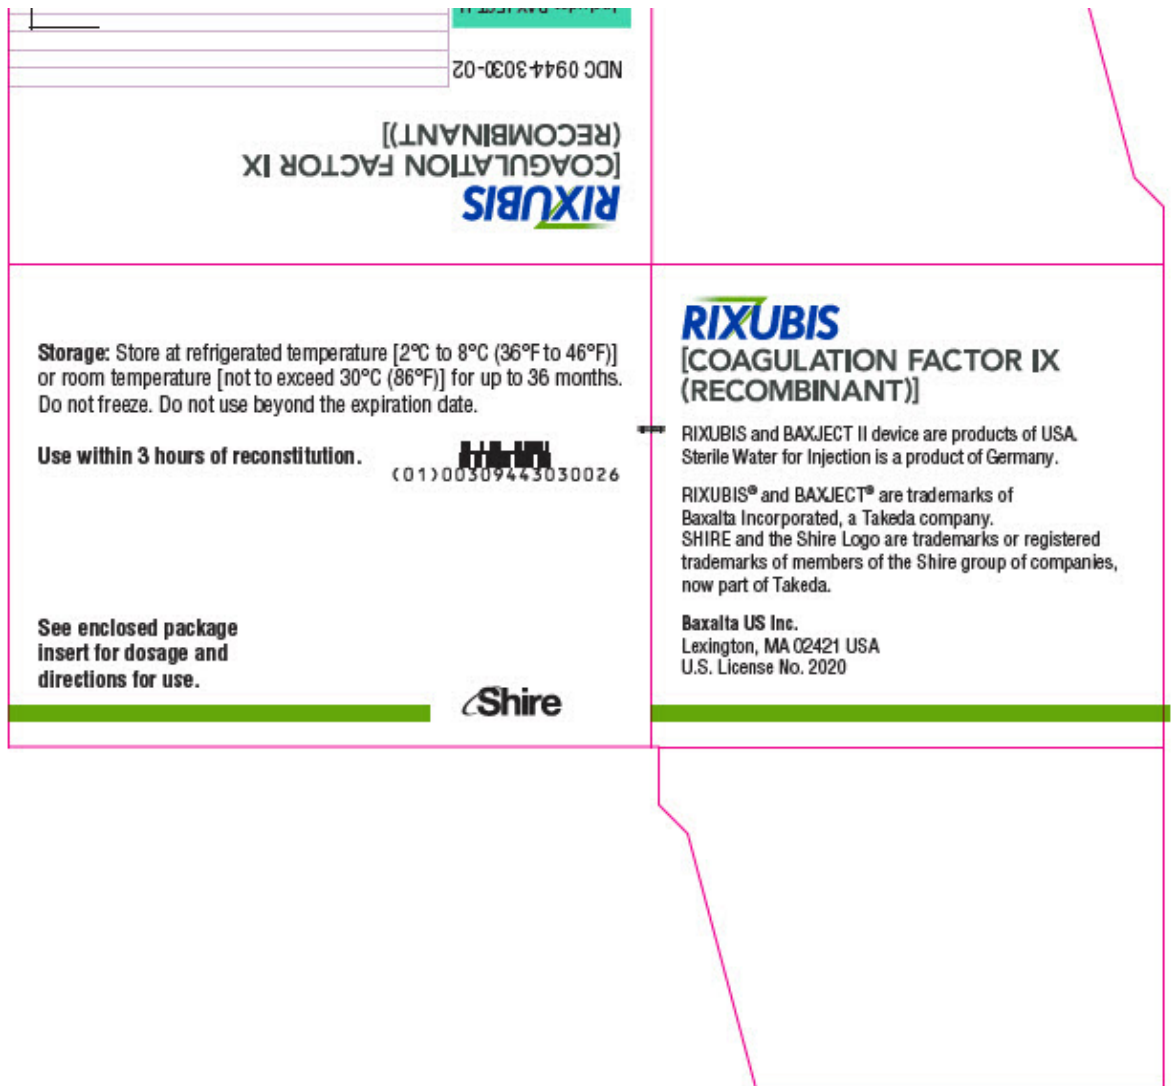 Includes BAXJECT II
NDC 0944-3030-02
RIXUBIS
[COAGULATION FACTOR IX
(RECOMBINANT)]
Storage: Store at refrigerated temperature [2°C to 8°C (36°F to 46°F)]
or room temperature [not to exceed 30°C (86°F)] for up to 36 months.
Do not freeze. Do not use beyond the expiration date.
Use within 3 hours of reconstitution.
(01)00309443030026
See enclosed package
insert for dosage and
directions for use.
Shire
RIXUBIS
[COAGULATION FACTOR IX
(RECOMBINANT)]
RIXUBIS and BAXJECT II device are products of USA.
Sterile Water for Injection is a product of Germany.
RIXUBIS® and BAXJECT® are trademarks of
Baxalta Incorporated, a Takeda company.
SHIRE and the Shire Logo are trademarks or registered
trademarks of members of the Shire group of companies,
now part of Takeda.
Baxalta US Inc.
Lexington, MA 02421 USA
U.S. License No. 2020